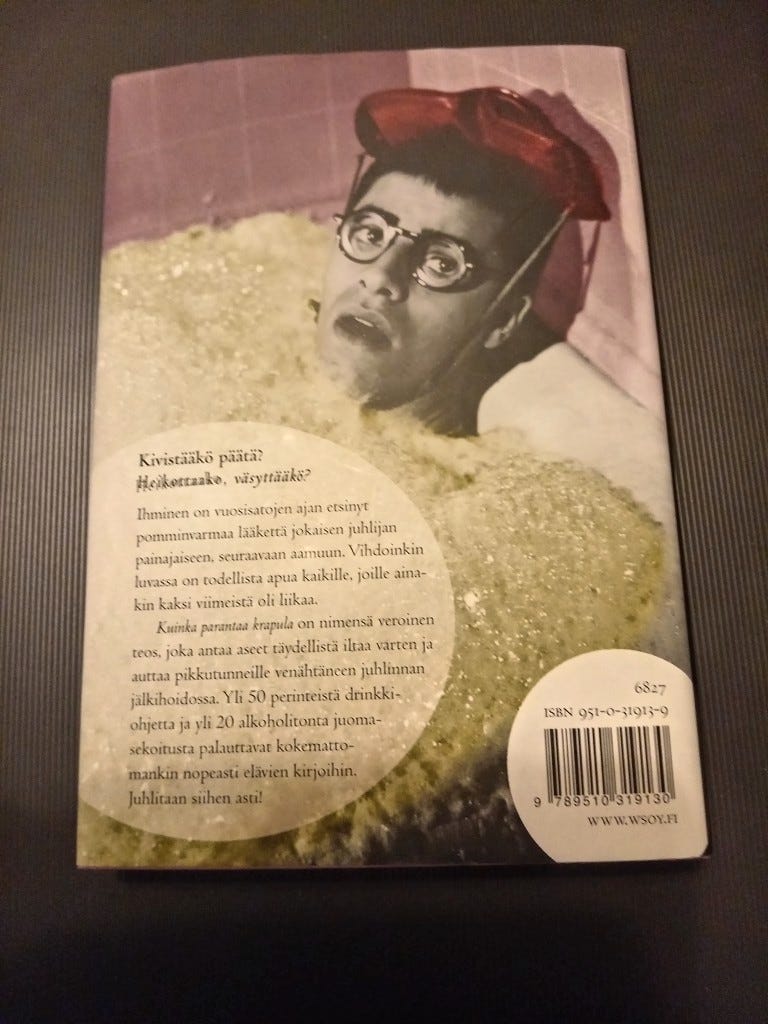 Kivistääkö päätä?
Heikottaako, väsyttääkö?
Ihminen on vuosisatojen ajan etsinyt
pomminvarmaa lääkettä jokaisen juhlijan
painajaiseen, seuraavaan aamuun. Vihdoinkin
luvassa on todellista apua kaikille, joille aina-
kin kaksi viimeistä oli liikaa.
Kuinka parantaa krapula on nimensä veroinen
teos, joka antaa aseet täydellistä iltaa varten ja
auttaa pikkutunneille venähtäneen juhlinnan
jälkihoidossa. Yli 50 perinteistä drinkki-
ohjetta ja yli 20 alkoholitonta juoma-
sekoitusta palauttavat kokematto-
mankin nopeasti elävien kirjoihin.
Juhlitaan siihen asti!
6827
ISBN 951-0-31913-9
9 789510 319130
WWW.WSOY.FI